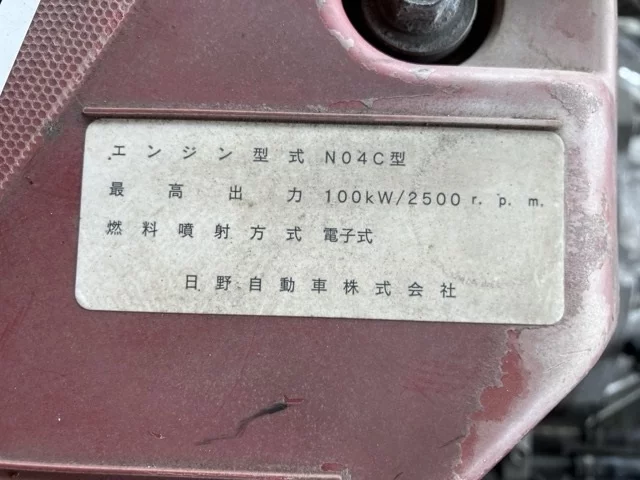 エンジン型式 N04C型
最高出力 100kW/2500 r.p.m.
燃料噴射方式 電子式
日野自動車株式会社